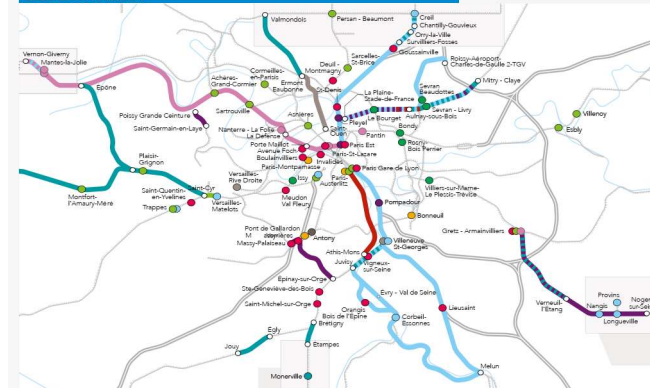 Valmondois
Persan - Beaumont
Creil
Chantilly-Gouvieux
Orry-la-Ville
Survilliers-Fosses
Vernon-Giverny
Mantes-la-Jolie
Épône
Achères-
Grand-Cormier
Cormeilles-
en-Parisis
Ermont
Eaubonne
Deuil -
Montmagny
Sarcelles-
St-Brice
Goussainville
Roissy-Aéroport-
Charles-de Gaulle 2-TGV
St-Denis
La Plaine-
Stade-de-France
Sevran
Beaudottes
Mitry - Claye
Sevran - Livry
Aulnay-sous-Bois
Le Bourget
Pleyel
Poissy Grande Ceinture
Saint-Germain-en-Laye
Sartrouville
Asnières
Saint-
Ouen
Nanterre - La Folie
La Défense
Pantin
Bondy
Rosny-
Bois Perrier
Villenoy
Esbly
Porte Maillot
Avenue Foch
Boulainvilliers
Paris Est
Paris-St-Lazare
Invalides
Paris-Montparnasse
Paris Gare de Lyon
Paris-
Austerlitz
Issy
Meudon
Val Fleury
Versailles-
Rive Droite
Plaisir-
Grignon
Saint-Quentin
en-Yvelines
Saint-Cyr
Versailles-
Matelots
Trappes
Montfort-
l'Amaury-Méré
Villiers-sur-Marne-
Le Plessis-Trévise
Pompadour
Bonneuil
Pont de Gallardon
Massy-Palaiseau
Antony
Athis-Mons
Juvisy
Villeneuve
St-Georges
Vigneux-
sur-Seine
Gretz - Armainvilliers
Épinay-sur-Orge
Ste-Geneviève-des-Bois
Saint-Michel-sur-Orge
Evry - Val de Seine
Orangis
Bois de l'Epine
Brétigny
Corbeil-
Essonnes
Lieusaint
Verneuil-
l'Etang
Provins
Nangis
Longueville
Egly
Jouy
Etampes
Monerville
Melun